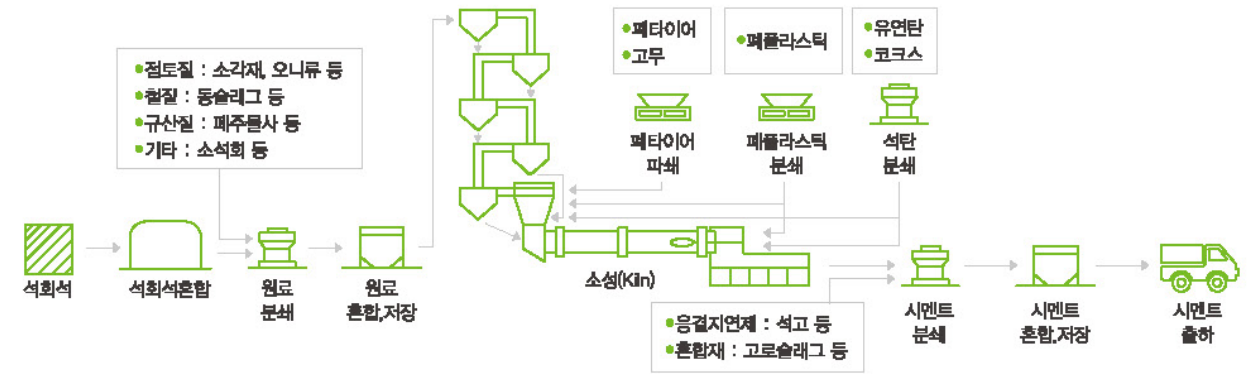 •폐타이어
•고무
•폐플라스틱
•유연탄
•코크스
•점토질 : 소각재, 오니류 등
•철질 : 동슬래그 등
•규산질 : 폐주물사 등
•기타 : 소석회 등
폐타이어
파쇄
폐플라스틱
분쇄
석탄
분쇄
석회석
석회석혼합
원료
분쇄
원료
혼합,저장
소성(Kiln)
•응결지연제 : 석고 등
•혼합재 : 고로슬래그 등
시멘트
분쇄
시멘트
혼합,저장
시멘트
출하